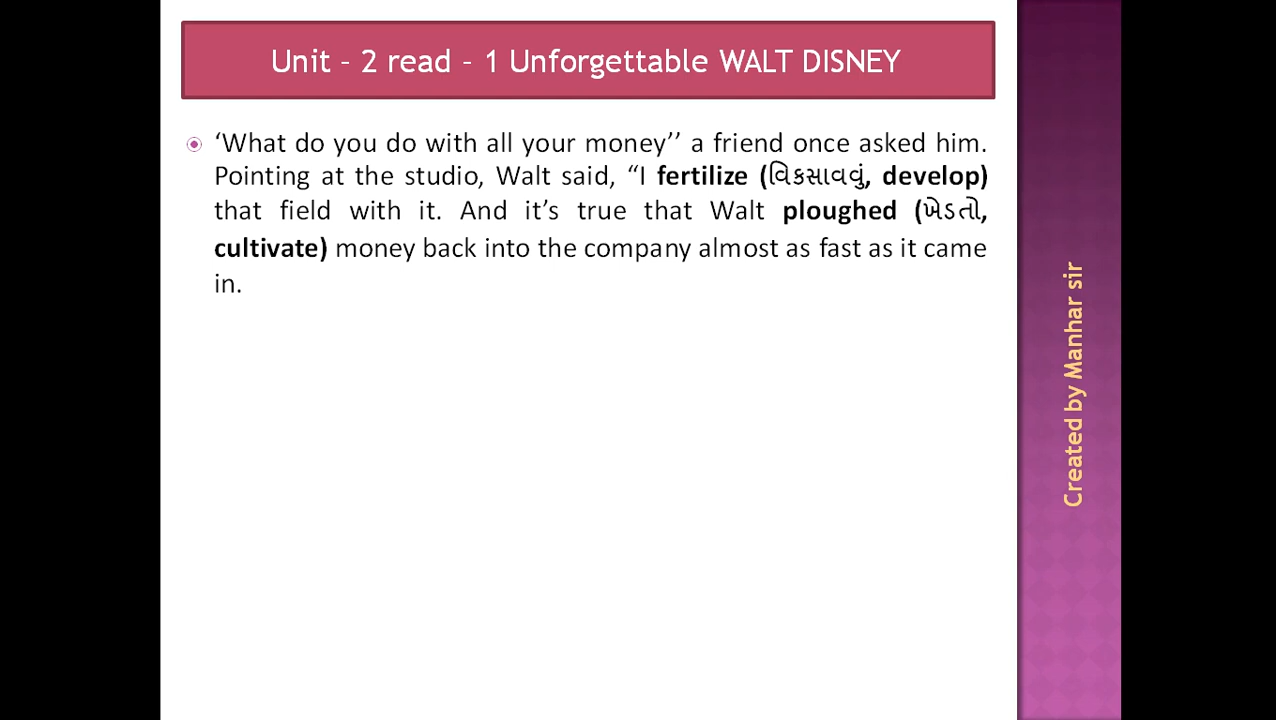 Unit - 2 read - 1 Unforgettable WALT DISNEY
‘What do you do with all your money’’ a friend once asked him.
Pointing at the studio, Walt said, “I fertilize (વિકસાવવું, develop)
that field with it. And it’s true that Walt ploughed (ખેડતો,
cultivate) money back into the company almost as fast as it came
in.
Created by Manhar sir